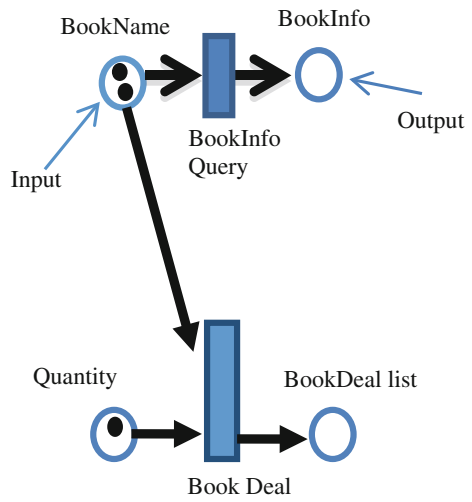 BookName
BookInfo
BookInfo
Query
Output
Input
Quantity
BookDeal list
Book Deal